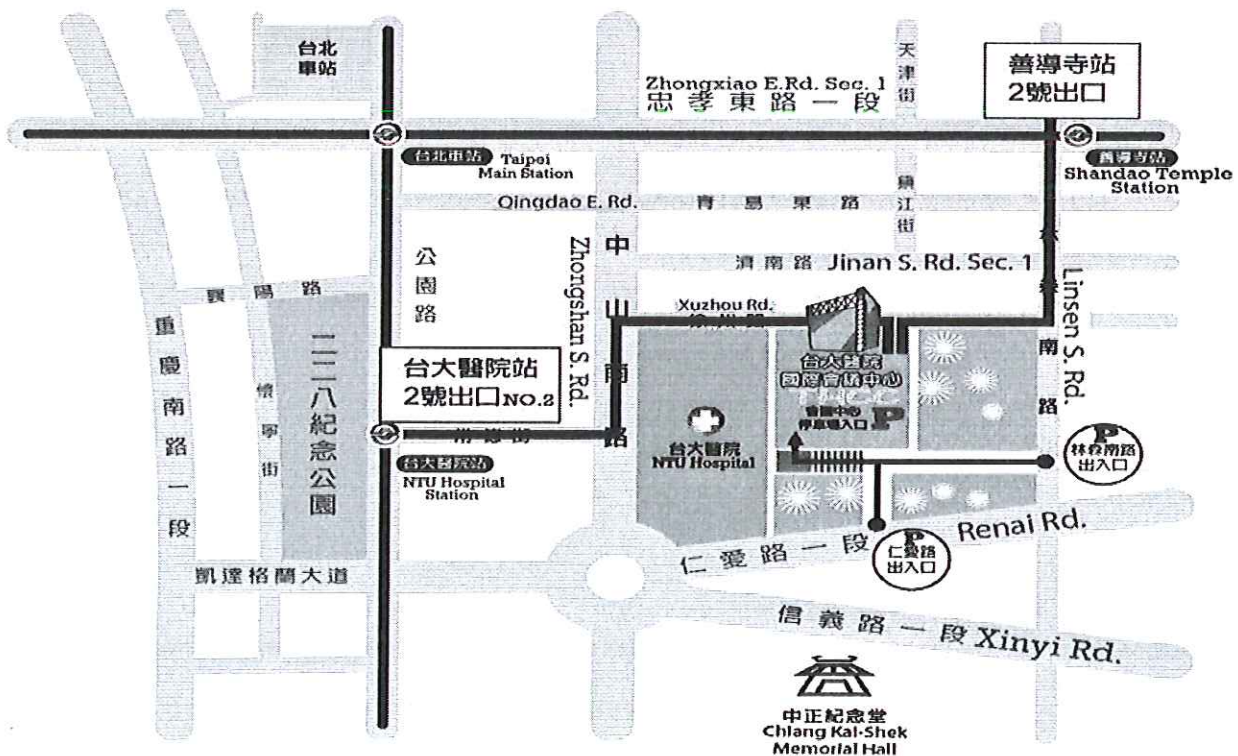 台北
車站
Zhongxiao E.Rd. Sec. 1
忠孝東路一段
天津街
善導寺站
2號出口
台北車站
Taipei
Main Station
善導寺站
Shandao Temple
Station
Qingdao E. Rd.
青島東路
鎮江街
公園路
Zhongshan S. Rd.
中山南路
濟南路 Jinan S. Rd. Sec. 1
Linsen S. Rd.
南路
襄陽路
Xuzhou Rd.
重慶南路一段
懷寧街
二二八紀念公園
台大醫院站
2號出口NO.2
台大醫院
國際會議中心
會議中心
停車場入口 P
台大醫院
NTU Hospital
台大醫院站
NTU Hospital
Station
P
林森南路
出入口
P
仁愛路
出入口
仁愛路一段 Renai Rd.
凱達格蘭大道
信義路一段 Xinyi Rd.
中正紀念堂
Chiang Kai-Shek
Memorial Hall